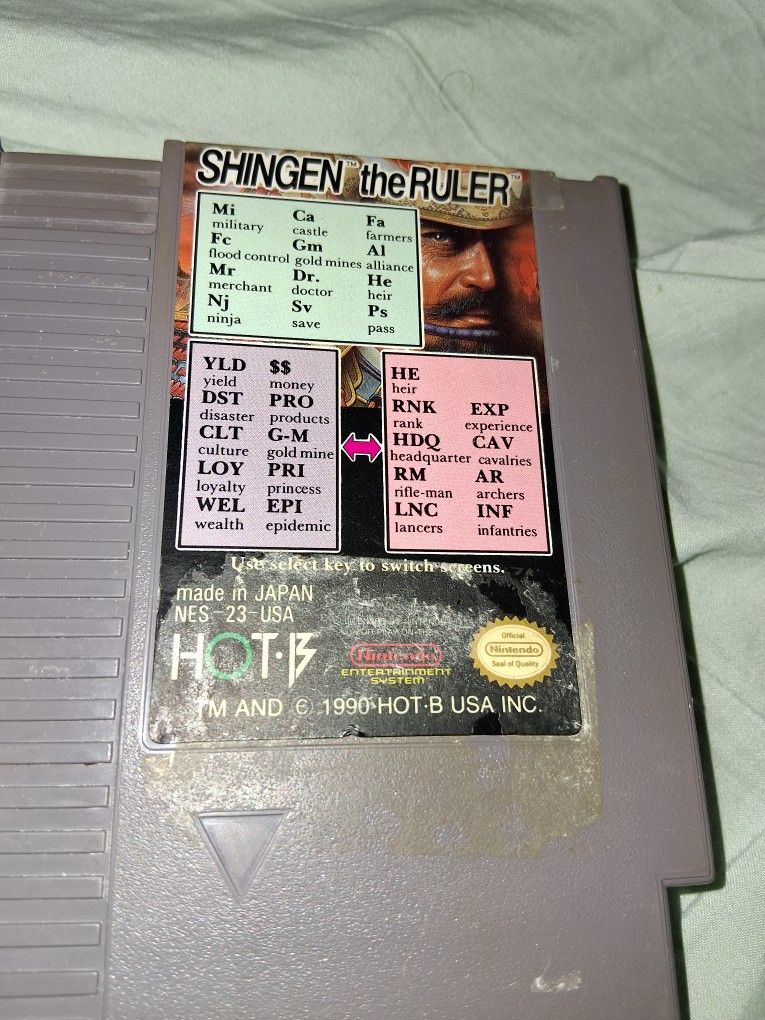 SHINGEN™ the RULER™
Mi Ca Fa
military castle farmers
Fc Gm Al
flood control gold mines alliance
Mr Dr. He
merchant doctor heir
Nj Sv Ps
ninja save pass
YLD $$
yield money
DST PRO
disaster products
CLT G-M
culture gold mine
LOY PRI
loyalty princess
WEL EPI
wealth epidemic
HE
heir
RNK EXP
rank experience
HDQ CAV
headquarter cavalries
RM AR
rifle-man archers
LNC INF
lancers infantries
Use select key to switch screens.
made in JAPAN
NES-23-USA
HOT·B
Nintendo
ENTERTAINMENT
SYSTEM
Official
Nintendo
Seal of Quality
TM AND © 1990 HOT·B USA INC.